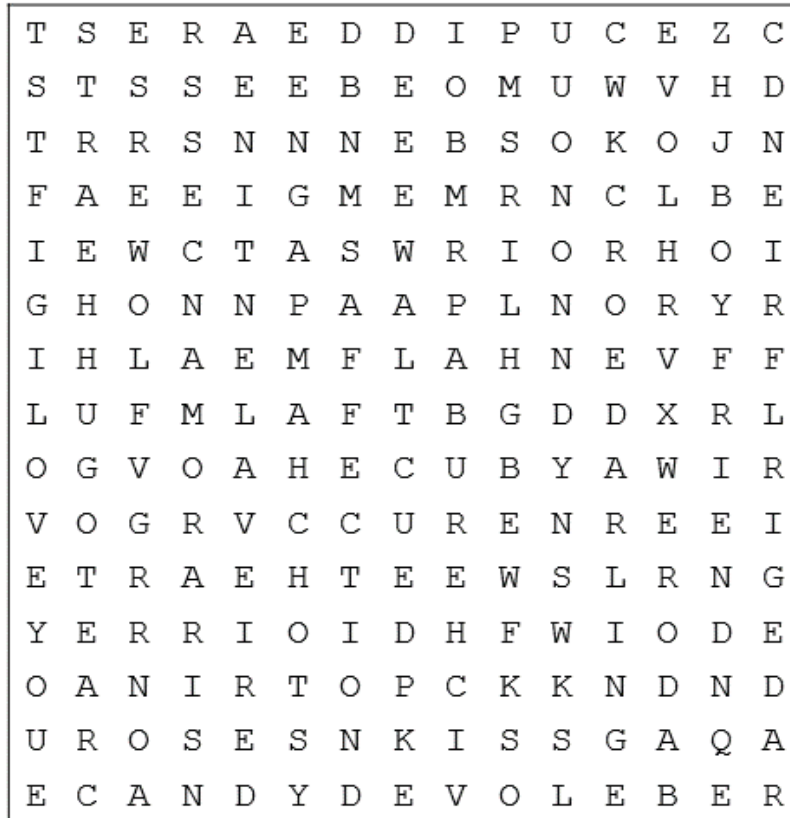 T S E R A E D D I P U C E Z C
S T S S E E B E O M U W V H D
T R R S N N N E B S O K O J N
F A E E I G M E M R N C L B E
I E W C T A S W R I O R H O I
G H O N N P A A P L N O R Y R
I H L A E M F L A H N E V F F
L U F M L A F T B G D D X R L
O G V O A H E C U B Y A W I R
V O G R V C C U R E N R E E I
E T R A E H T E E W S L R N G
Y E R R I O I D H F W I O D E
O A N I R T O P C K K N D N D
U R O S E S N K I S S G A Q A
E C A N D Y D E V O L E B E R